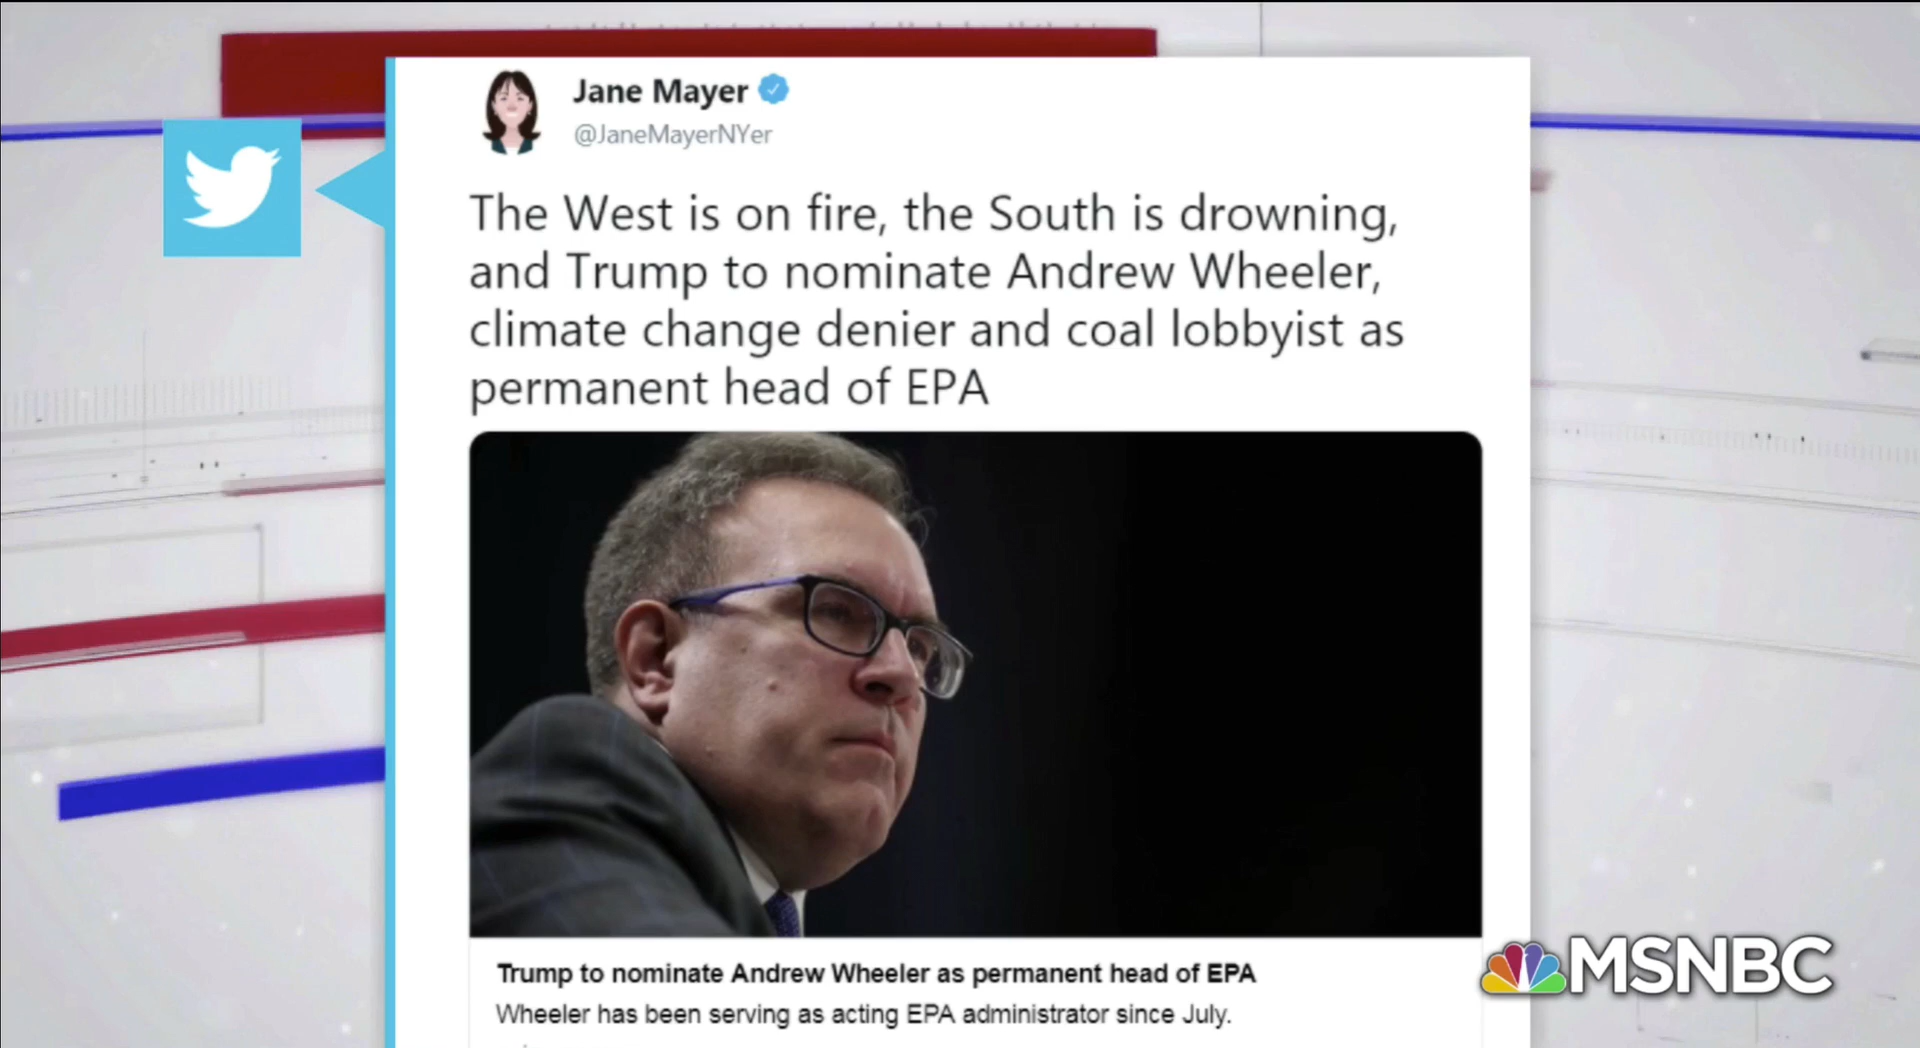 Jane Mayer
@JaneMayerNYer
The West is on fire, the South is drowning,
and Trump to nominate Andrew Wheeler,
climate change denier and coal lobbyist as
permanent head of EPA
Trump to nominate Andrew Wheeler as permanent head of EPA
Wheeler has been serving as acting EPA administrator since July.
MSNBC